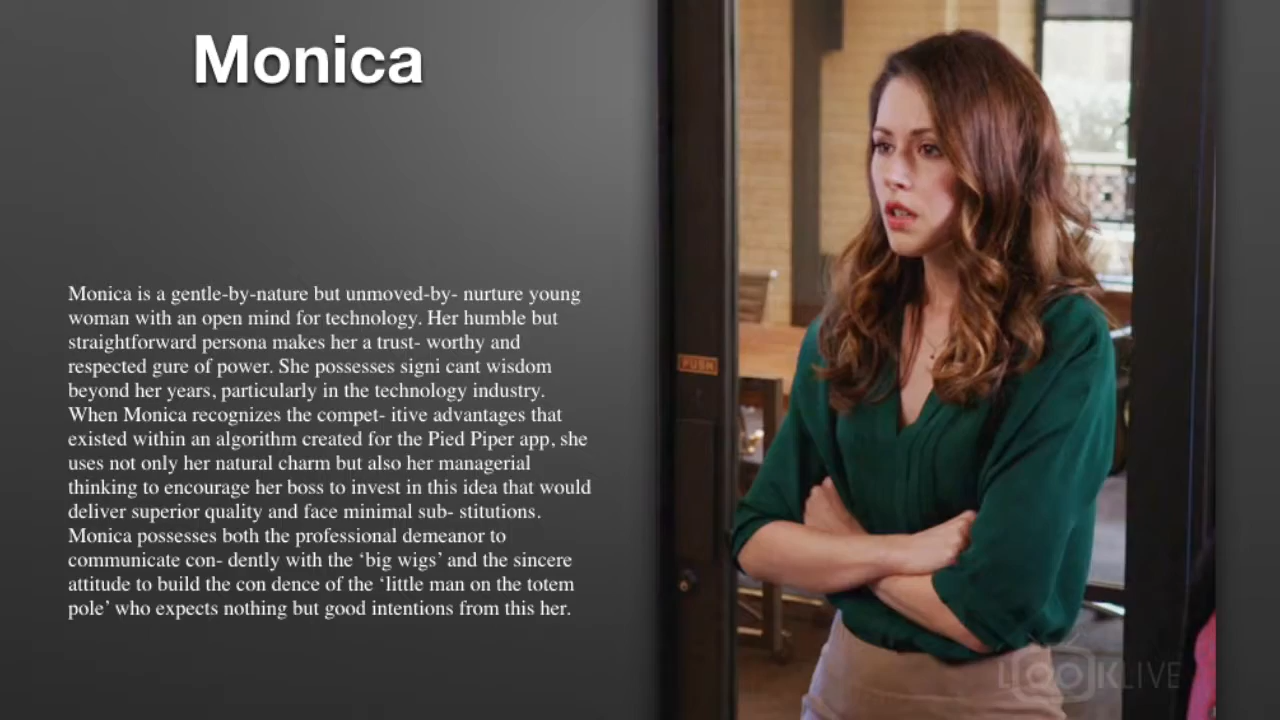 Monica
Monica is a gentle-by-nature but unmoved-by- nurture young
woman with an open mind for technology. Her humble but
straightforward persona makes her a trust- worthy and
respected gure of power. She possesses signi cant wisdom
beyond her years, particularly in the technology industry.
When Monica recognizes the compet- itive advantages that
existed within an algorithm created for the Pied Piper app, she
uses not only her natural charm but also her managerial
thinking to encourage her boss to invest in this idea that would
deliver superior quality and face minimal sub- stitutions.
Monica possesses both the professional demeanor to
communicate con- dently with the ‘big wigs’ and the sincere
attitude to build the con dence of the ‘little man on the totem
pole’ who expects nothing but good intentions from this her.
PUSH
LOOKLIVE